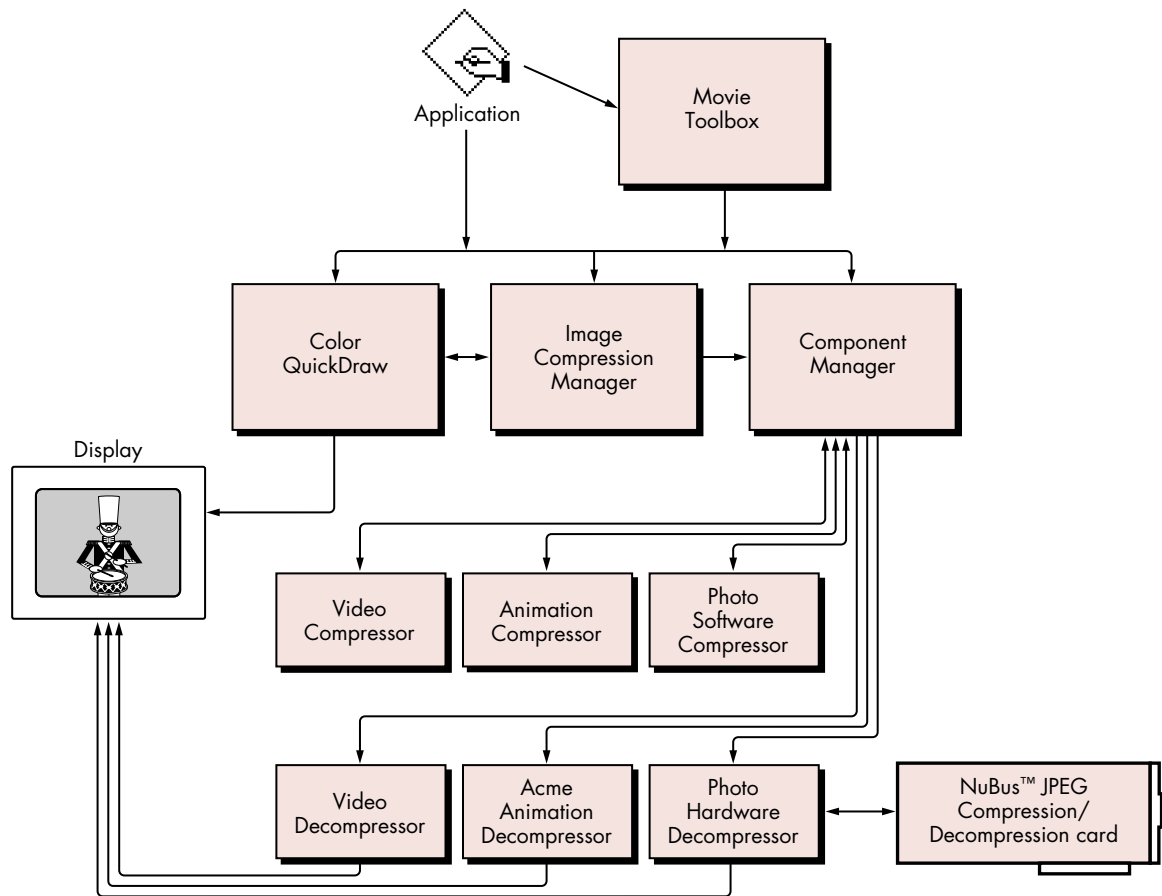 Application
Movie
Toolbox
Color
QuickDraw
Image
Compression
Manager
Component
Manager
Display
Video
Compressor
Animation
Compressor
Photo
Software
Compressor
Video
Decompressor
Acme
Animation
Decompressor
Photo
Hardware
Decompressor
NuBus™ JPEG
Compression/
Decompression card